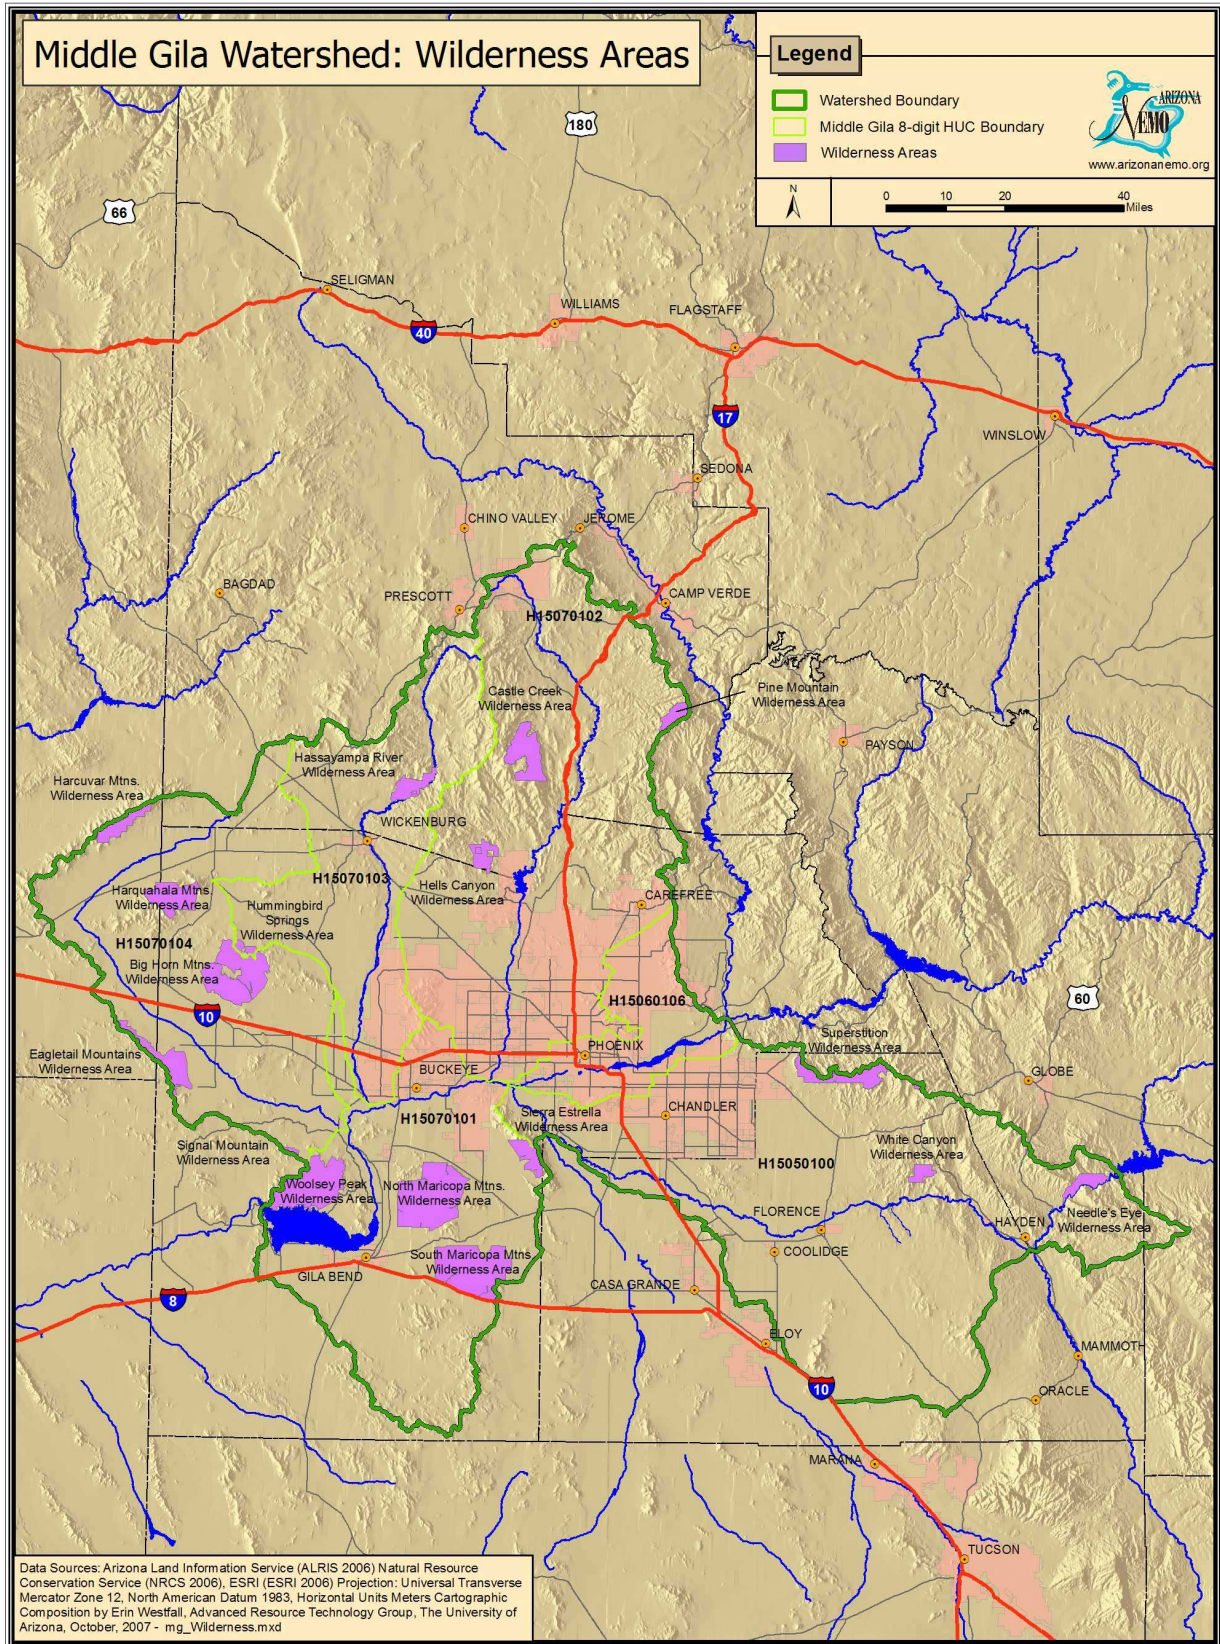 Middle Gila Watershed: Wilderness Areas
Legend
Watershed Boundary
Middle Gila 8-digit HUC Boundary
Wilderness Areas
ARIZONA
NEMO
www.arizonanemo.org
N
0 10 20 40
Miles
180
66
SELIGMAN
WILLIAMS
FLAGSTAFF
40
17
WINSLOW
SEDONA
CHINO VALLEY
JEROME
BAGDAD
PRESCOTT
CAMP VERDE
H15070102
Castle Creek
Wilderness Area
Pine Mountain
Wilderness Area
PAYSON
Hassayampa River
Wilderness Area
Harcuvar Mtns.
Wilderness Area
WICKENBURG
H15070103
Hells Canyon
Wilderness Area
CAREFREE
Harquahala Mtns.
Wilderness Area
Hummingbird
Springs
Wilderness Area
H15070104
Big Horn Mtns.
Wilderness Area
10
H15060106
60
Superstition
Wilderness Area
PHOENIX
Eagletail Mountains
Wilderness Area
BUCKEYE
GLOBE
CHANDLER
H15070101
Sierra Estrella
Wilderness Area
Signal Mountain
Wilderness Area
White Canyon
Wilderness Area
H15050100
Woolsey Peak
Wilderness Area
North Maricopa Mtns.
Wilderness Area
FLORENCE
HAYDEN
Needle's Eye
Wilderness Area
COOLIDGE
South Maricopa Mtns
Wilderness Area
GILA BEND
CASA GRANDE
8
ELOY
MAMMOTH
10
ORACLE
MARANA
TUCSON
Data Sources: Arizona Land Information Service (ALRIS 2006) Natural Resource
Conservation Service (NRCS 2006), ESRI (ESRI 2006) Projection: Universal Transverse
Mercator Zone 12, North American Datum 1983, Horizontal Units Meters Cartographic
Composition by Erin Westfall, Advanced Resource Technology Group, The University of
Arizona, October, 2007 - mg_Wilderness.mxd